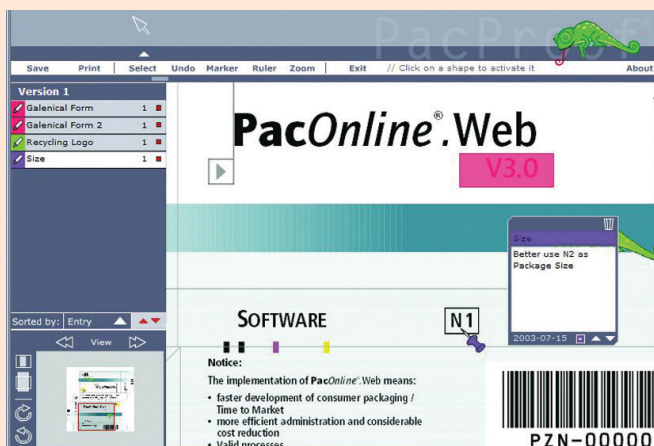 PacProof
Save Print Select Undo Marker Ruler Zoom Exit // Click on a shape to activate it About
Version 1
Galenical Form 1
Galenical Form 2 1
Recycling Logo 1
Size 1
PacOnline®.Web
V3.0
Size
Better use N2 as
Package Size
2003-07-15
Sorted by: Entry
View
SOFTWARE
N1
Notice:
The implementation of PacOnline®.Web means:
• faster development of consumer packaging /
Time to Market
• more efficient administration and considerable
cost reduction
• Valid processes
PZN-00000